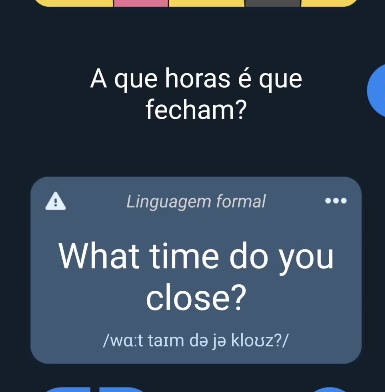 A que horas é que
fecham?
Linguagem formal
What time do you
close?
/wɑːt taɪm də jə kloʊz?/